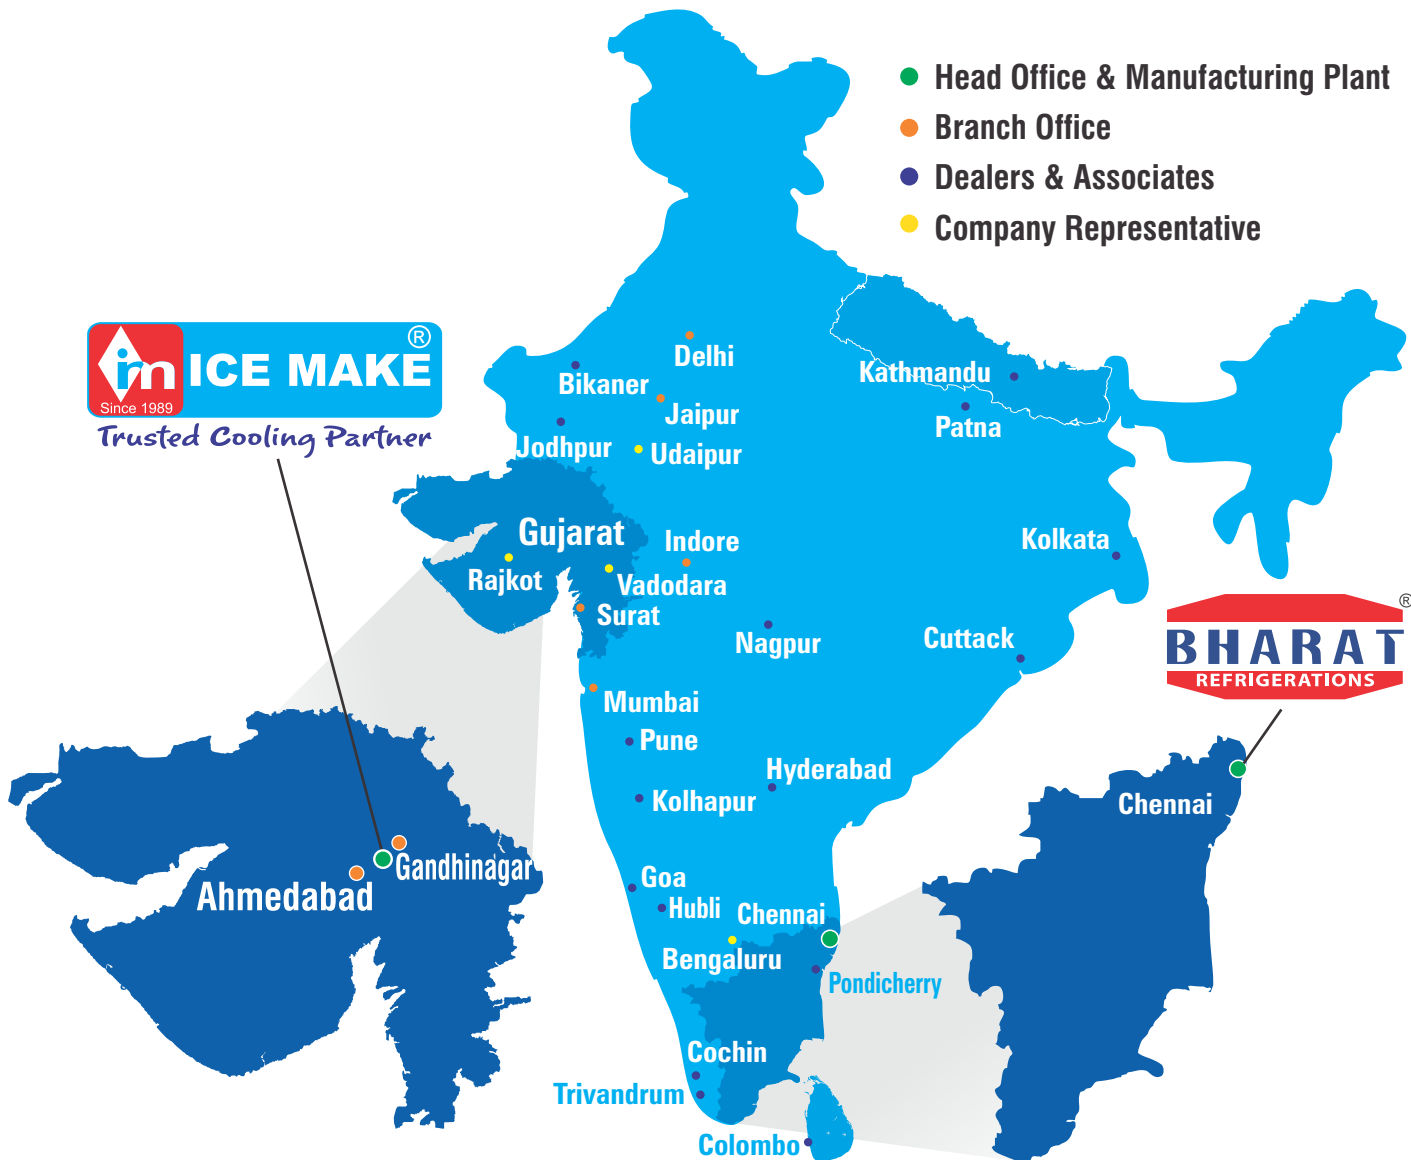 Head Office & Manufacturing Plant
Branch Office
Dealers & Associates
Company Representative
im
Since 1989
ICE MAKE ®
Trusted Cooling Partner
Delhi
Bikaner
Kathmandu
Jaipur
Patna
Jodhpur
Udaipur
Gujarat
Indore
Kolkata
Rajkot
Vadodara
Surat
Nagpur
Cuttack
BHARAT ®
REFRIGERATIONS
Mumbai
Pune
Hyderabad
Kolhapur
Chennai
Gandhinagar
Ahmedabad
Goa
Hubli
Chennai
Bengaluru
Pondicherry
Cochin
Trivandrum
Colombo